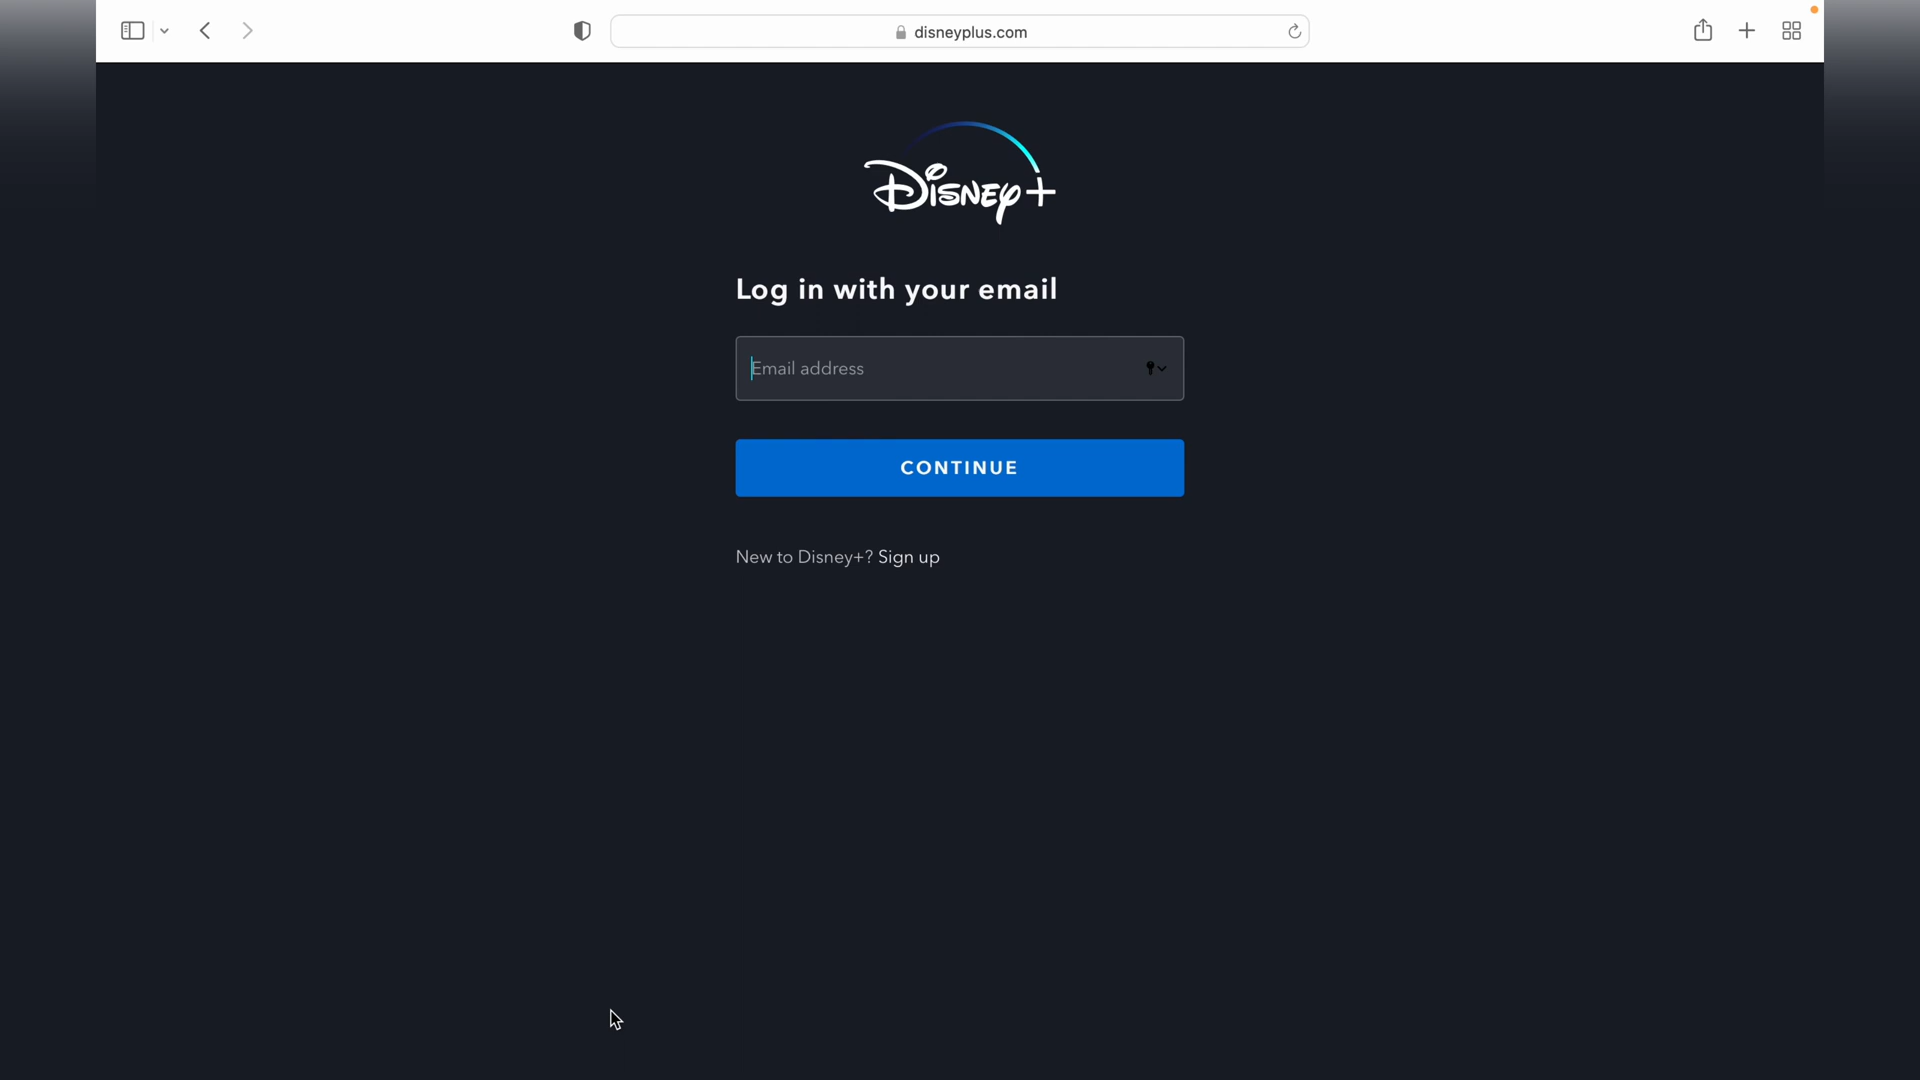 disneyplus.com
Disney+
Log in with your email
Email address
CONTINUE
New to Disney+? Sign up